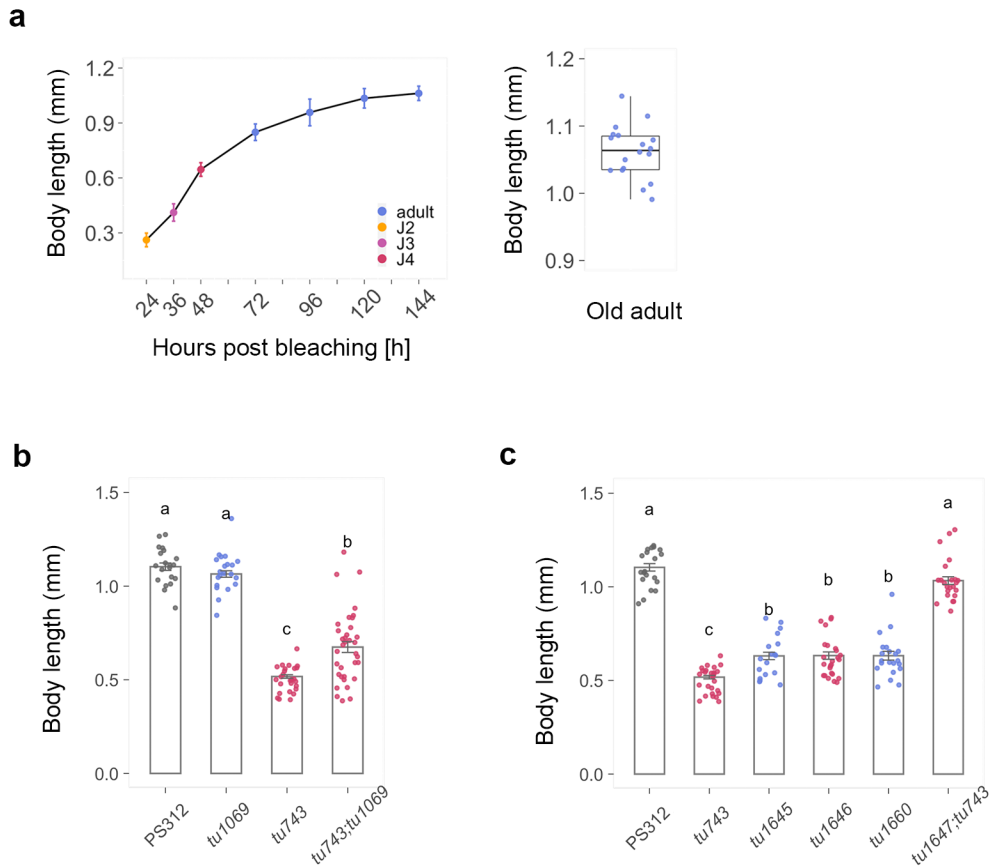 a
Body length (mm)
1.2
0.9
0.6
0.3
adult
J2
J3
J4
24 36 48 72 96 120 144
Hours post bleaching [h]
Body length (mm)
1.2
1.1
1.0
0.9
Old adult
b
Body length (mm)
1.5
1.0
0.5
0.0
a a c b
PS312 tu1069 tu743 tu743;tu1069
c
Body length (mm)
1.5
1.0
0.5
0.0
a c b b b a
PS312 tu743 tu1645 tu1646 tu1660 tu1647;tu743